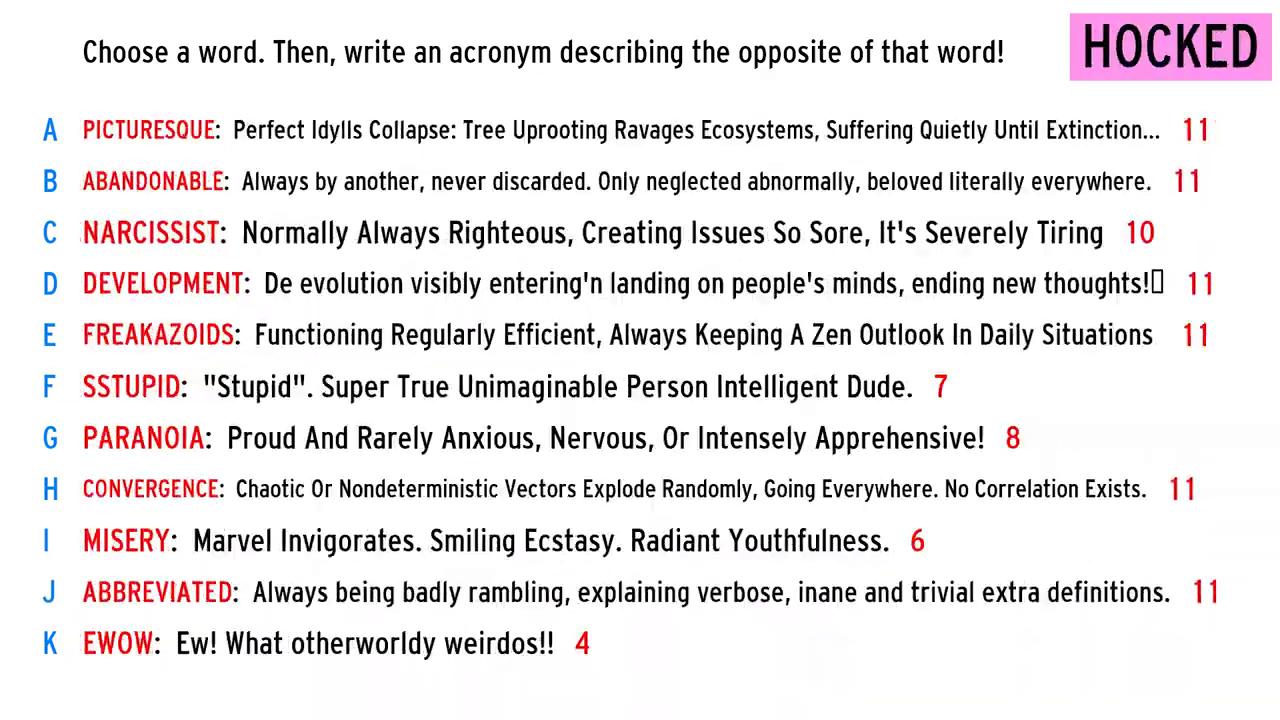 Choose a word. Then, write an acronym describing the opposite of that word!
HOCKED
A PICTURESQUE: Perfect Idylls Collapse: Tree Uprooting Ravages Ecosystems, Suffering Quietly Until Extinction... 11
B ABANDONABLE: Always by another, never discarded. Only neglected abnormally, beloved literally everywhere. 11
C NARCISSIST: Normally Always Righteous, Creating Issues So Sore, It's Severely Tiring 10
D DEVELOPMENT: De evolution visibly entering'n landing on people's minds, ending new thoughts!▯ 11
E FREAKAZOIDS: Functioning Regularly Efficient, Always Keeping A Zen Outlook In Daily Situations 11
F SSTUPID: "Stupid". Super True Unimaginable Person Intelligent Dude. 7
G PARANOIA: Proud And Rarely Anxious, Nervous, Or Intensely Apprehensive! 8
H CONVERGENCE: Chaotic Or Nondeterministic Vectors Explode Randomly, Going Everywhere. No Correlation Exists. 11
I MISERY: Marvel Invigorates. Smiling Ecstasy. Radiant Youthfulness. 6
J ABBREVIATED: Always being badly rambling, explaining verbose, inane and trivial extra definitions. 11
K EWOW: Ew! What otherworldy weirdos!! 4